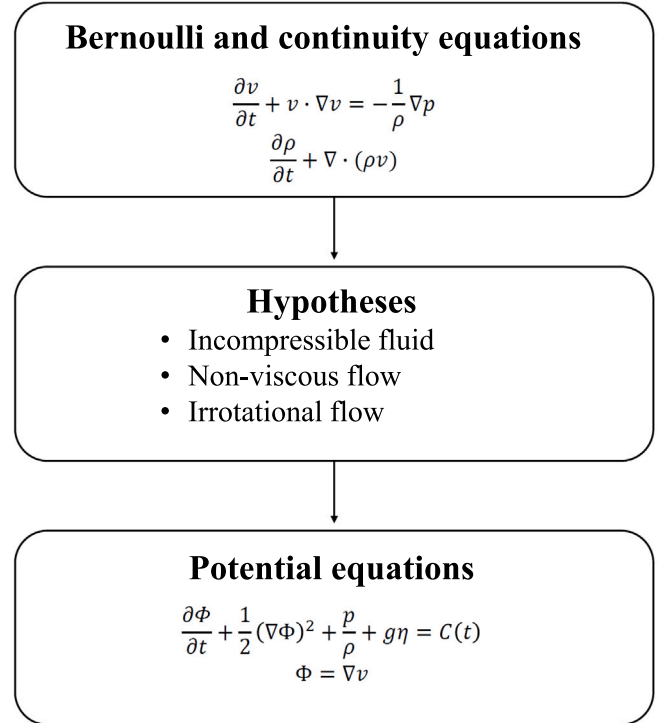 Bernoulli and continuity equations
∂v/∂t + v · ∇v = −1/ρ ∇p
∂ρ/∂t + ∇ · (ρv)
Hypotheses
• Incompressible fluid
• Non-viscous flow
• Irrotational flow
Potential equations
∂Φ/∂t + 1/2 (∇Φ)² + p/ρ + gη = C(t)
Φ = ∇v